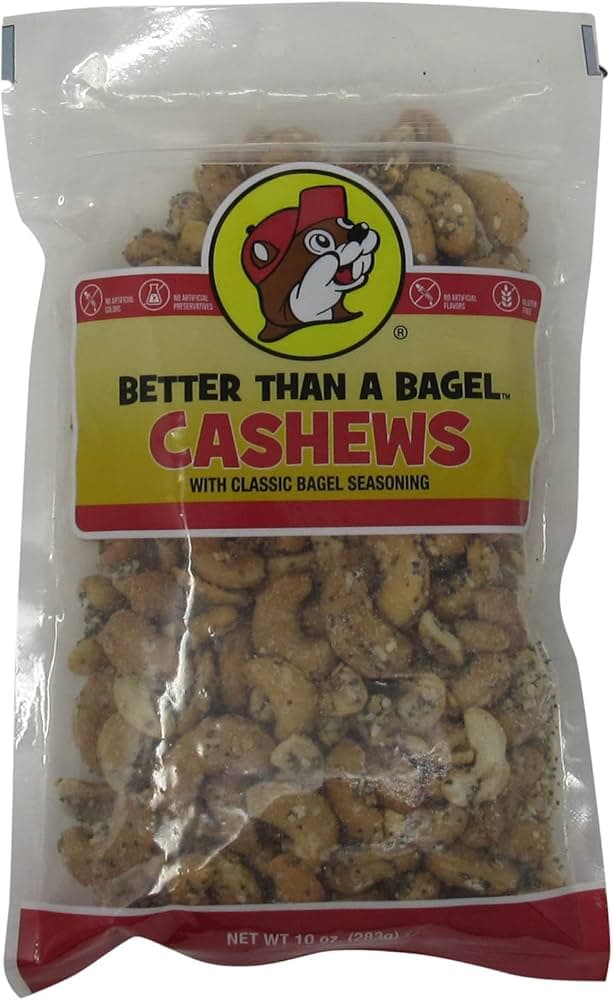 NO ARTIFICIAL
COLORS
NO ARTIFICIAL
PRESERVATIVES
NO ARTIFICIAL
FLAVORS
GLUTEN
FREE
®
BETTER THAN A BAGEL™
CASHEWS
WITH CLASSIC BAGEL SEASONING
NET WT 10 oz. (283g)